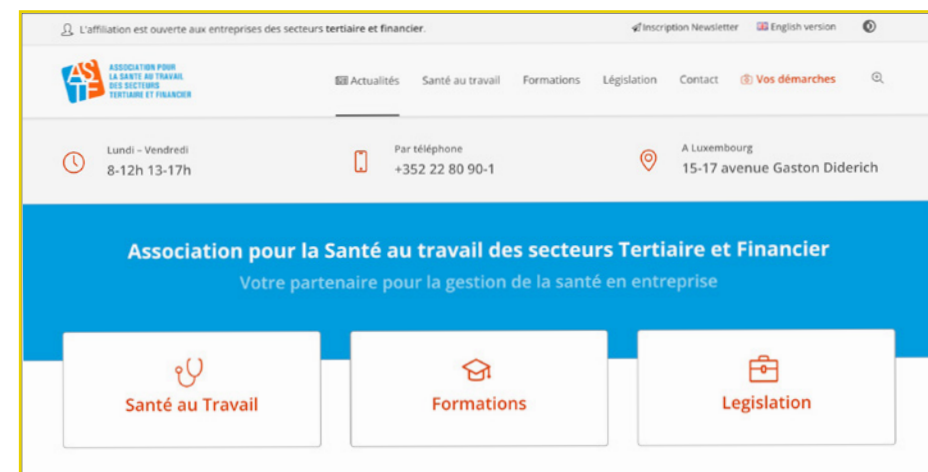 L'affiliation est ouverte aux entreprises des secteurs tertiaire et financier.
Inscription Newsletter
English version
ASTF
ASSOCIATION POUR
LA SANTE AU TRAVAIL
DES SECTEURS
TERTIAIRE ET FINANCIER
Actualités
Santé au travail
Formations
Législation
Contact
Vos démarches
Lundi – Vendredi
8-12h 13-17h
Par téléphone
+352 22 80 90-1
A Luxembourg
15-17 avenue Gaston Diderich
Association pour la Santé au travail des secteurs Tertiaire et Financier
Votre partenaire pour la gestion de la santé en entreprise
Santé au Travail
Formations
Legislation